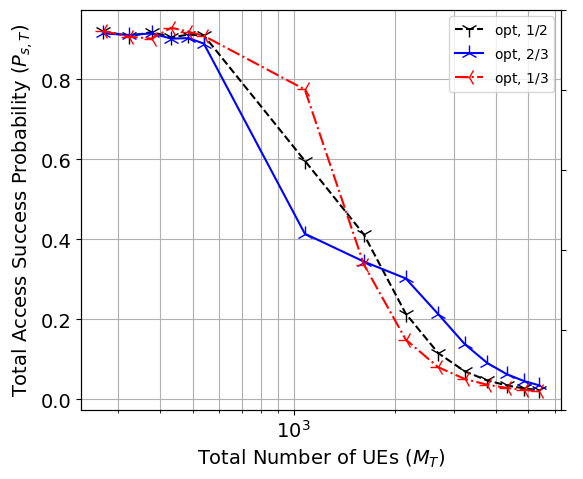 opt, 1/2
opt, 2/3
opt, 1/3
Total Access Success Probability ($P_{s,T}$)
0.8
0.6
0.4
0.2
0.0
$10^3$
Total Number of UEs ($M_T$)